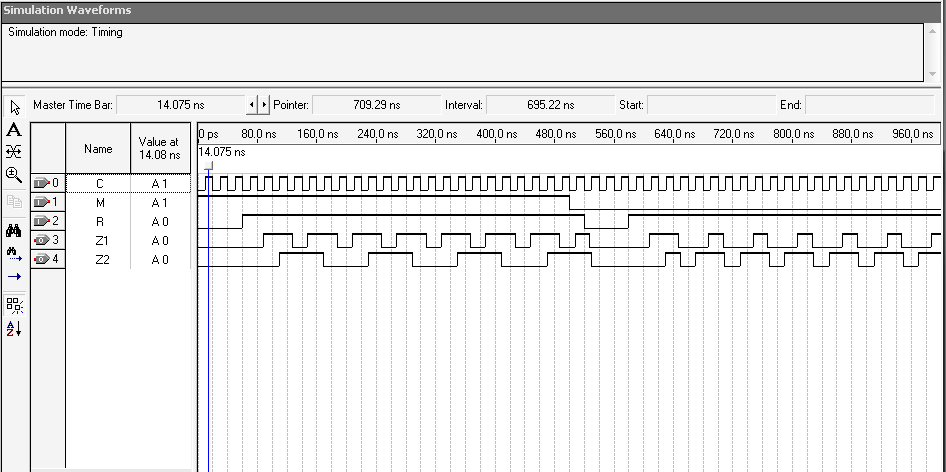 Simulation Waveforms
Simulation mode: Timing
Master Time Bar: 14.075 ns Pointer: 709.29 ns Interval: 695.22 ns Start: End:
A
Name Value at 14.08 ns
0 ps 80.0 ns 160.0 ns 240.0 ns 320.0 ns 400.0 ns 480.0 ns 560.0 ns 640.0 ns 720.0 ns 800.0 ns 880.0 ns 960.0 ns
14.075 ns
0 C A 1
1 M A 1
2 R A 0
3 Z1 A 0
4 Z2 A 0
A
Z